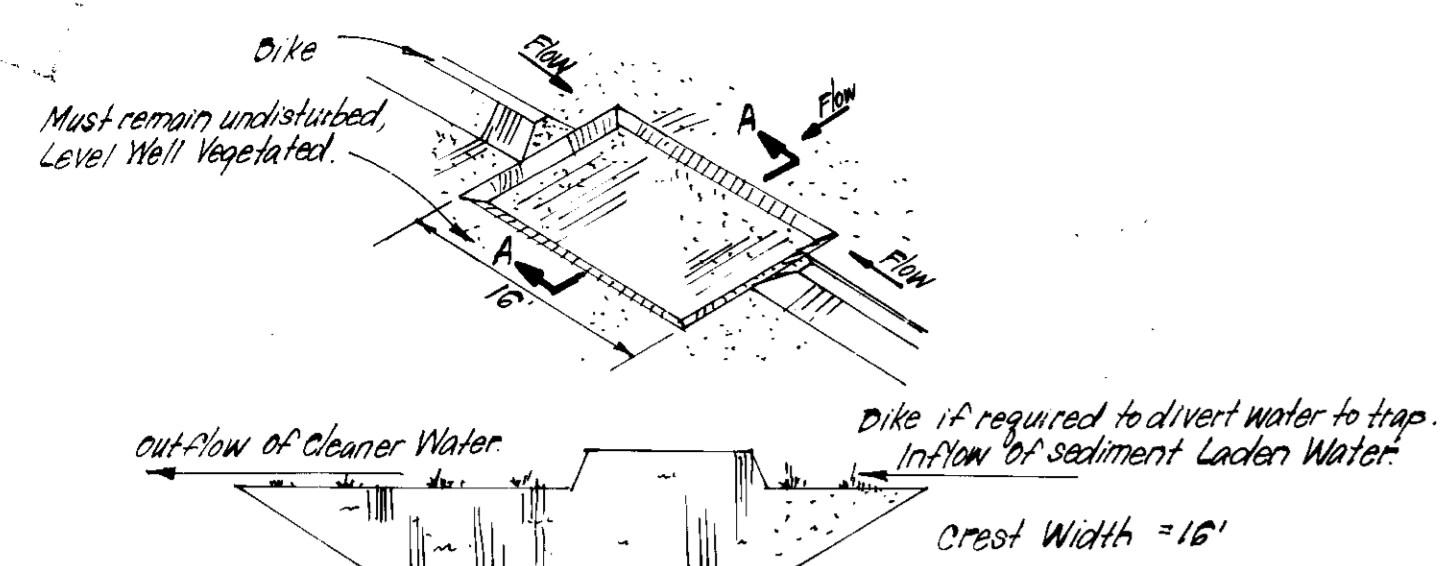 Dike
Flow
Must remain undisturbed,
Level Well Vegetated.
A
Flow
A
16'
Flow
Outflow of Cleaner Water.
Dike if required to divert water to trap.
Inflow of sediment Laden Water.
Crest Width = 16'